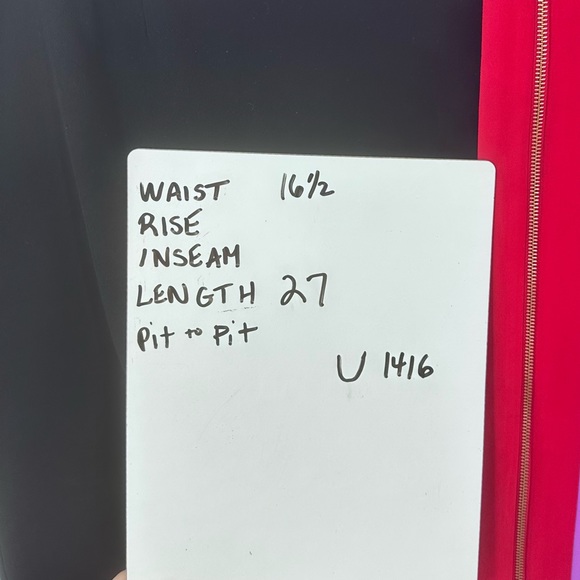 WAIST 16½
RISE
INSEAM
LENGTH 27
Pit to Pit
U 1416